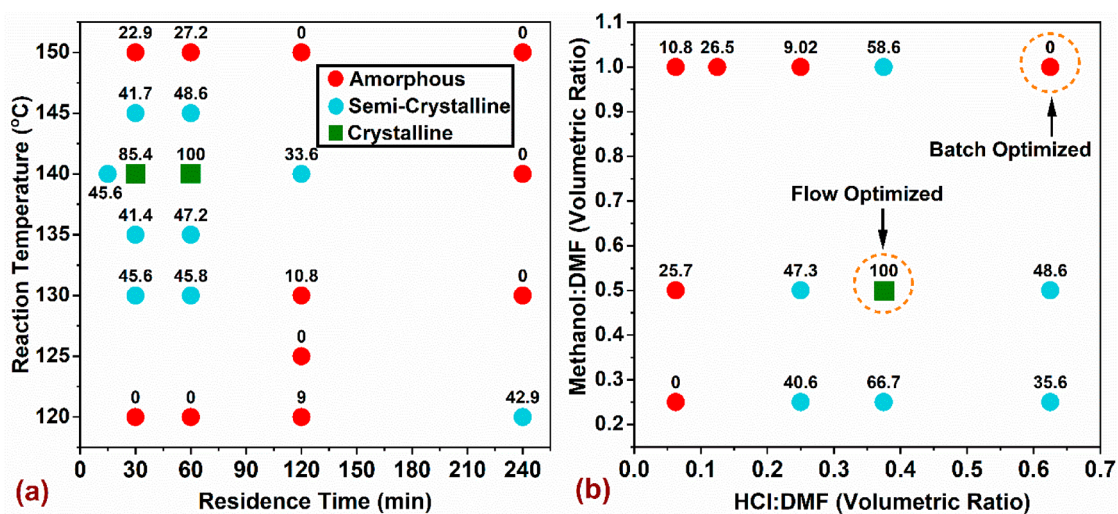 22.9 27.2 0 0
150
41.7 48.6
145
85.4 100 33.6 0
140
45.6
41.4 47.2
135
45.6 45.8 10.8 0
130
0
125
0 0 9 42.9
120
0 30 60 90 120 150 180 210 240
Reaction Temperature (°C)
Residence Time (min)
Amorphous
Semi-Crystalline
Crystalline
(a)
10.8 26.5 9.02 58.6 0
Batch Optimized
Flow Optimized
25.7 47.3 100 48.6
0 40.6 66.7 35.6
1.1
1.0
0.9
0.8
0.7
0.6
0.5
0.4
0.3
0.2
0.0 0.1 0.2 0.3 0.4 0.5 0.6 0.7
Methanol:DMF (Volumetric Ratio)
HCl:DMF (Volumetric Ratio)
(b)